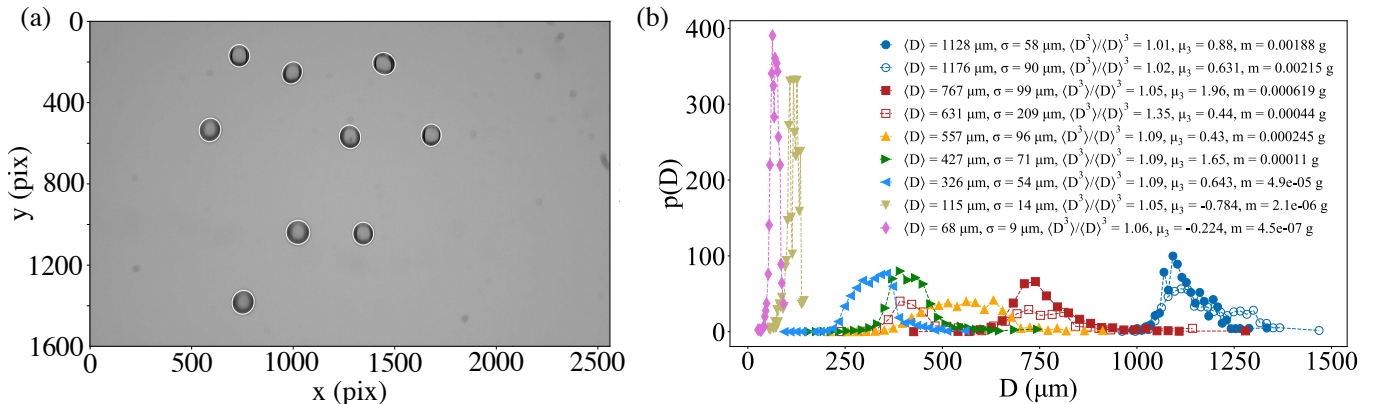 (a)
0
400
800
1200
1600
y (pix)
0 500 1000 1500 2000 2500
x (pix)
(b)
400
300
200
100
0
p(D)
⟨D⟩ = 1128 μm, σ = 58 μm, ⟨D³⟩/⟨D⟩³ = 1.01, μ₃ = 0.88, m = 0.00188 g
⟨D⟩ = 1176 μm, σ = 90 μm, ⟨D³⟩/⟨D⟩³ = 1.02, μ₃ = 0.631, m = 0.00215 g
⟨D⟩ = 767 μm, σ = 99 μm, ⟨D³⟩/⟨D⟩³ = 1.05, μ₃ = 1.96, m = 0.000619 g
⟨D⟩ = 631 μm, σ = 209 μm, ⟨D³⟩/⟨D⟩³ = 1.35, μ₃ = 0.44, m = 0.00044 g
⟨D⟩ = 557 μm, σ = 96 μm, ⟨D³⟩/⟨D⟩³ = 1.09, μ₃ = 0.43, m = 0.000245 g
⟨D⟩ = 427 μm, σ = 71 μm, ⟨D³⟩/⟨D⟩³ = 1.09, μ₃ = 1.65, m = 0.00011 g
⟨D⟩ = 326 μm, σ = 54 μm, ⟨D³⟩/⟨D⟩³ = 1.09, μ₃ = 0.643, m = 4.9e-05 g
⟨D⟩ = 115 μm, σ = 14 μm, ⟨D³⟩/⟨D⟩³ = 1.05, μ₃ = -0.784, m = 2.1e-06 g
⟨D⟩ = 68 μm, σ = 9 μm, ⟨D³⟩/⟨D⟩³ = 1.06, μ₃ = -0.224, m = 4.5e-07 g
0 250 500 750 1000 1250 1500
D (μm)